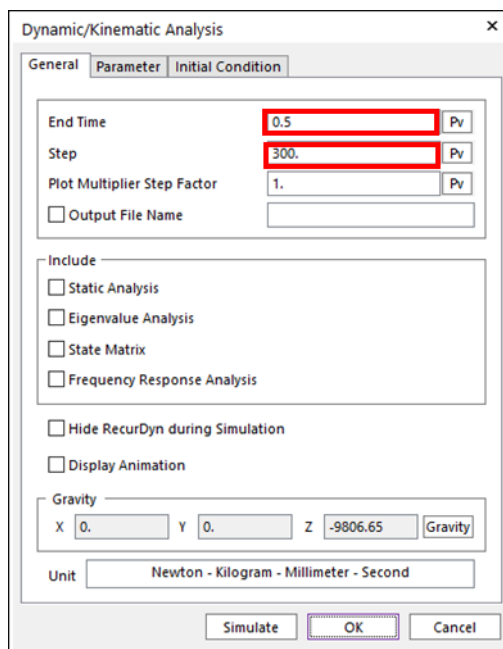 Dynamic/Kinematic Analysis ×
General Parameter Initial Condition
End Time 0.5 Pv
Step 300. Pv
Plot Multiplier Step Factor 1. Pv
Output File Name
Include
Static Analysis
Eigenvalue Analysis
State Matrix
Frequency Response Analysis
Hide RecurDyn during Simulation
Display Animation
Gravity
X 0. Y 0. Z -9806.65 Gravity
Unit Newton - Kilogram - Millimeter - Second
Simulate OK Cancel